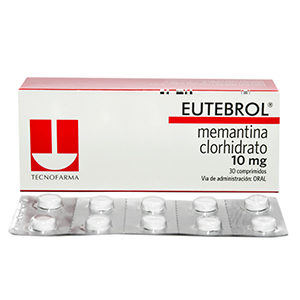 EUTEBROL®
memantina
clorhidrato
10 mg
30 comprimidos
Vía de administración: ORAL
TECNOFARMA